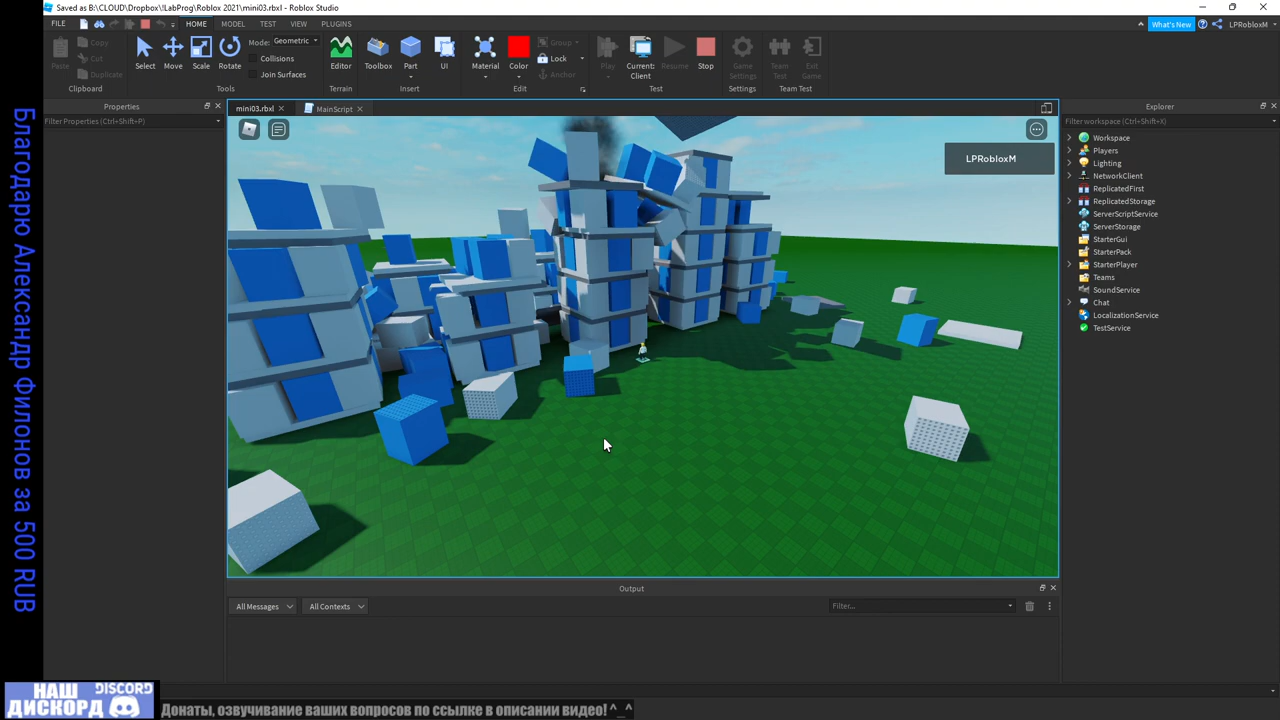 Saved as B:\CLOUD\Dropbox\!LabProg\Roblox 2021\mini03.rbxl - Roblox Studio
FILE
HOME
MODEL
TEST
VIEW
PLUGINS
What's New
LPRobloxM
Paste
Copy
Cut
Duplicate
Clipboard
Select
Move
Scale
Rotate
Mode: Geometric
Collisions
Join Surfaces
Tools
Editor
Terrain
Toolbox
Part
UI
Insert
Material
Color
Group
Lock
Anchor
Edit
Play
Current:
Client
Resume
Stop
Test
Game
Settings
Settings
Team
Test
Exit
Game
Team Test
Properties
Filter Properties (Ctrl+Shift+P)
mini03.rbxl
MainScript
LPRobloxM
Explorer
Filter workspace (Ctrl+Shift+X)
Workspace
Players
Lighting
NetworkClient
ReplicatedFirst
ReplicatedStorage
ServerScriptService
ServerStorage
StarterGui
StarterPack
StarterPlayer
Teams
SoundService
Chat
LocalizationService
TestService
Output
All Messages
All Contexts
Filter...
Благодарю Александр Филонов за 500 RUB
НАШ
ДИСКОРД
DISCORD
Донаты, озвучивание ваших вопросов по ссылке в описании видео! ^_^